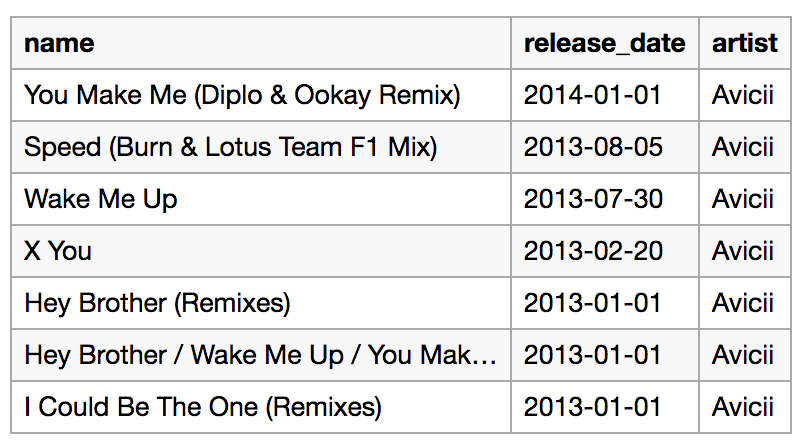 name release_date artist
You Make Me (Diplo & Ookay Remix) 2014-01-01 Avicii
Speed (Burn & Lotus Team F1 Mix) 2013-08-05 Avicii
Wake Me Up 2013-07-30 Avicii
X You 2013-02-20 Avicii
Hey Brother (Remixes) 2013-01-01 Avicii
Hey Brother / Wake Me Up / You Mak… 2013-01-01 Avicii
I Could Be The One (Remixes) 2013-01-01 Avicii